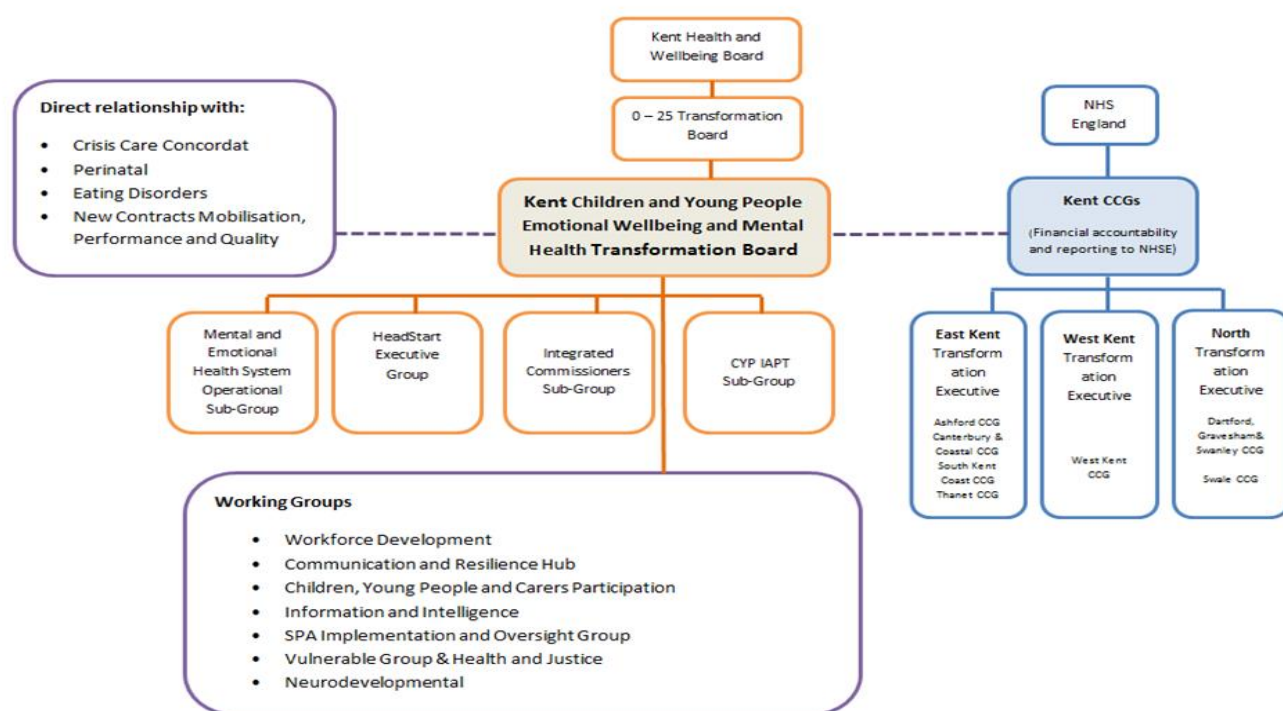 Kent Health and
Wellbeing Board
0 – 25 Transformation
Board
Direct relationship with:
• Crisis Care Concordat
• Perinatal
• Eating Disorders
• New Contracts Mobilisation,
Performance and Quality
Kent Children and Young People
Emotional Wellbeing and Mental
Health Transformation Board
NHS
England
Kent CCGs
(Financial accountability
and reporting to NHSE)
Mental and
Emotional
Health System
Operational
Sub-Group
HeadStart
Executive
Group
Integrated
Commissioners
Sub-Group
CYP IAPT
Sub-Group
East Kent
Transform
ation
Executive
Ashford CCG
Canterbury &
Coastal CCG
South Kent
Coast CCG
Thanet CCG
West Kent
Transform
ation
Executive
West Kent
CCG
North
Transform
ation
Executive
Dartford,
Gravesham&
Swanley CCG
Swale CCG
Working Groups
• Workforce Development
• Communication and Resilience Hub
• Children, Young People and Carers Participation
• Information and Intelligence
• SPA Implementation and Oversight Group
• Vulnerable Group & Health and Justice
• Neurodevelopmental